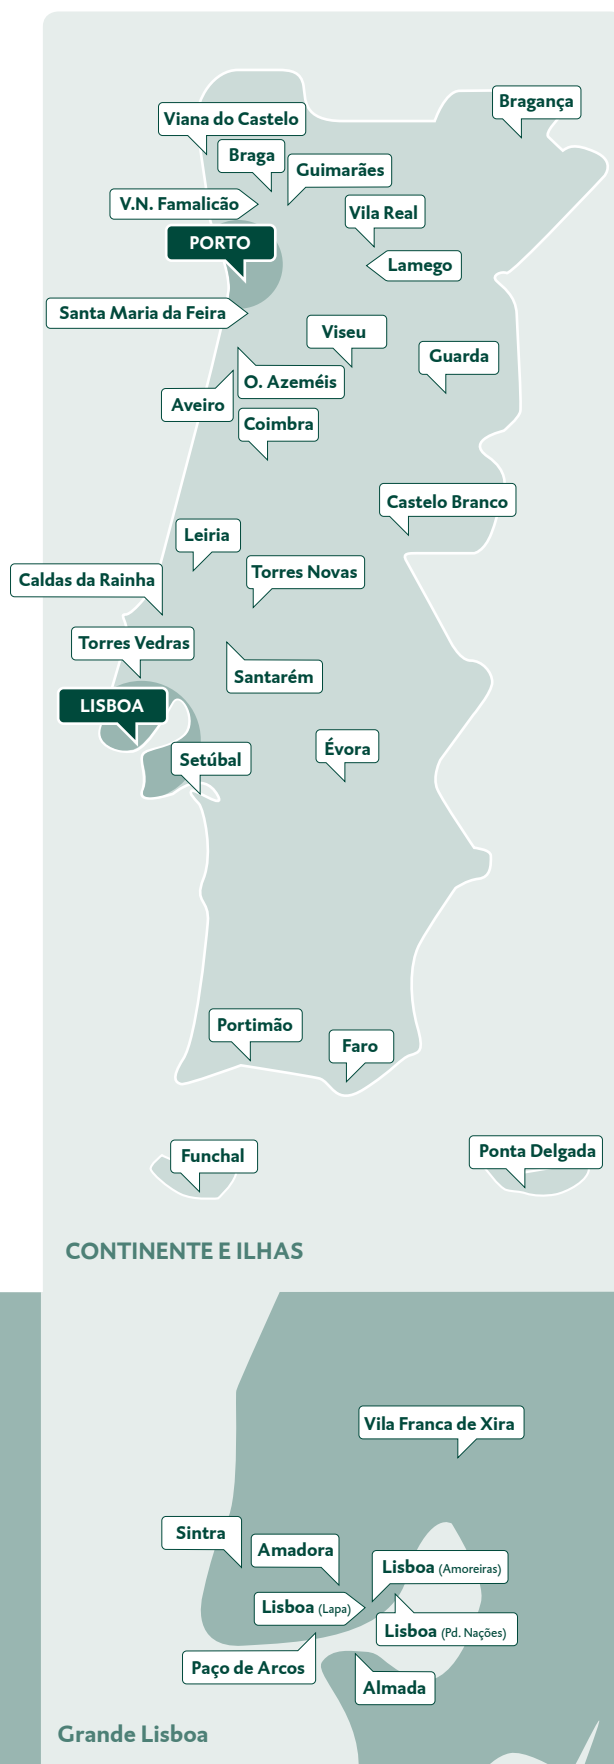 Bragança
Viana do Castelo
Braga
Guimarães
V.N. Famalicão
Vila Real
PORTO
Lamego
Santa Maria da Feira
Viseu
Guarda
O. Azeméis
Aveiro
Coimbra
Castelo Branco
Leiria
Torres Novas
Caldas da Rainha
Torres Vedras
Santarém
LISBOA
Évora
Setúbal
Portimão
Faro
Ponta Delgada
Funchal
CONTINENTE E ILHAS
Vila Franca de Xira
Sintra
Amadora
Lisboa (Amoreiras)
Lisboa (Lapa)
Lisboa (Pd. Nações)
Paço de Arcos
Almada
Grande Lisboa